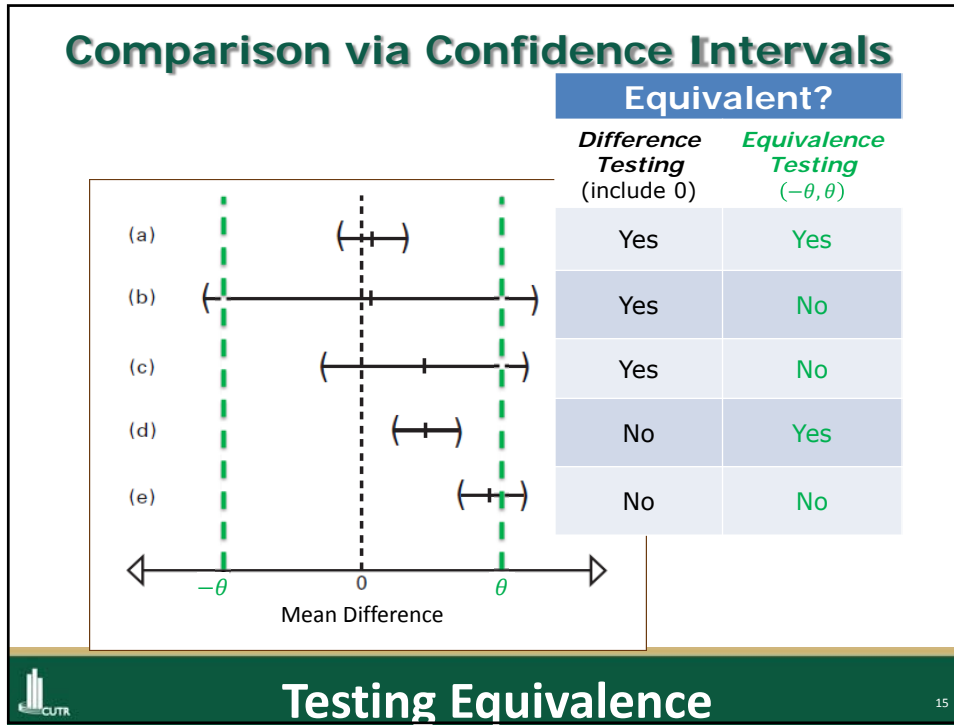 Comparison via Confidence Intervals
Equivalent?
Difference Testing (include 0)
Equivalence Testing (−θ,θ)
(a)
Yes
Yes
(b)
Yes
No
(c)
Yes
No
(d)
No
Yes
(e)
No
No
−θ
0
θ
Mean Difference
CUTR
Testing Equivalence
15